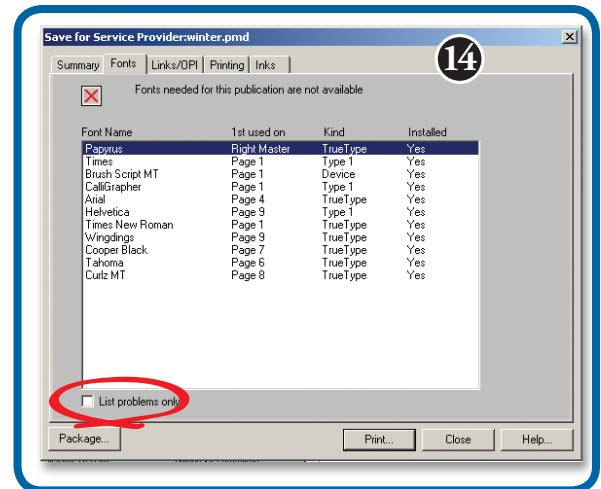 Save for Service Provider:winter.pmd
14
Summary Fonts Links/OPI Printing Inks
Fonts needed for this publication are not available
Font Name 1st used on Kind Installed
Papyrus Right Master TrueType Yes
Times Page 1 Type 1 Yes
Brush Script MT Page 1 Device Yes
CalliGrapher Page 1 Type 1 Yes
Arial Page 4 TrueType Yes
Helvetica Page 9 Type 1 Yes
Times New Roman Page 1 TrueType Yes
Wingdings Page 9 TrueType Yes
Cooper Black Page 7 TrueType Yes
Tahoma Page 6 TrueType Yes
Curlz MT Page 8 TrueType Yes
List problems only
Package... Print... Close Help...